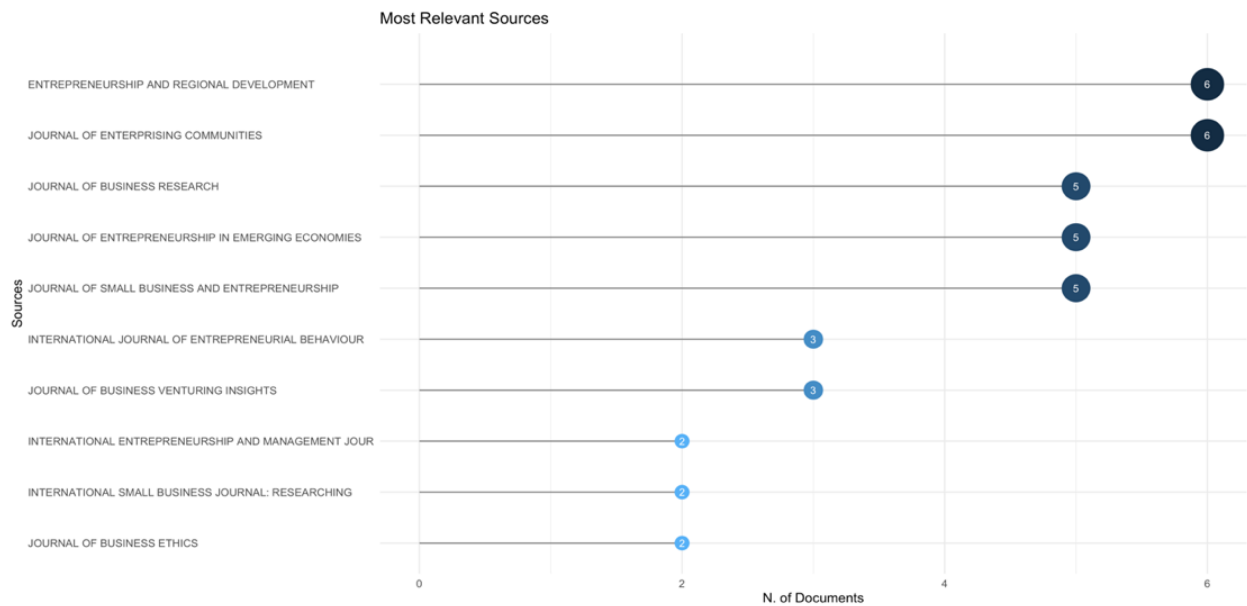 Most Relevant Sources
ENTREPRENEURSHIP AND REGIONAL DEVELOPMENT 6
JOURNAL OF ENTERPRISING COMMUNITIES 6
JOURNAL OF BUSINESS RESEARCH 5
JOURNAL OF ENTREPRENEURSHIP IN EMERGING ECONOMIES 5
JOURNAL OF SMALL BUSINESS AND ENTREPRENEURSHIP 5
Sources
INTERNATIONAL JOURNAL OF ENTREPRENEURIAL BEHAVIOUR 3
JOURNAL OF BUSINESS VENTURING INSIGHTS 3
INTERNATIONAL ENTREPRENEURSHIP AND MANAGEMENT JOUR 2
INTERNATIONAL SMALL BUSINESS JOURNAL: RESEARCHING 2
JOURNAL OF BUSINESS ETHICS 2
0 2 4 6
N. of Documents